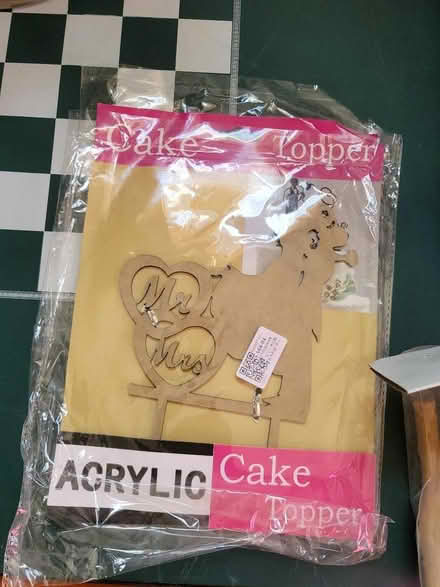 Cake Topper
Mr
Mrs
ACRYLIC Cake
Topper